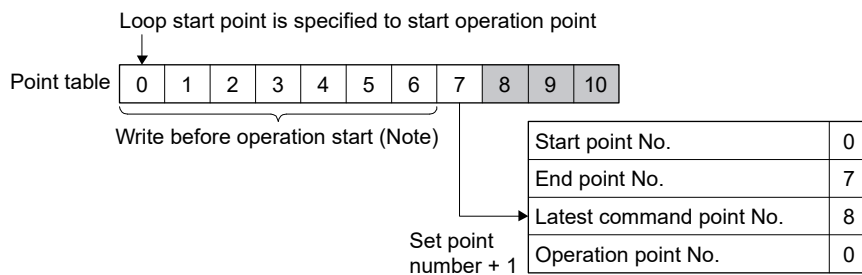 Loop start point is specified to start operation point
Point table 0 1 2 3 4 5 6 7 8 9 10
Write before operation start (Note)
Start point No. 0
End point No. 7
Latest command point No. 8
Operation point No. 0
Set point
number + 1